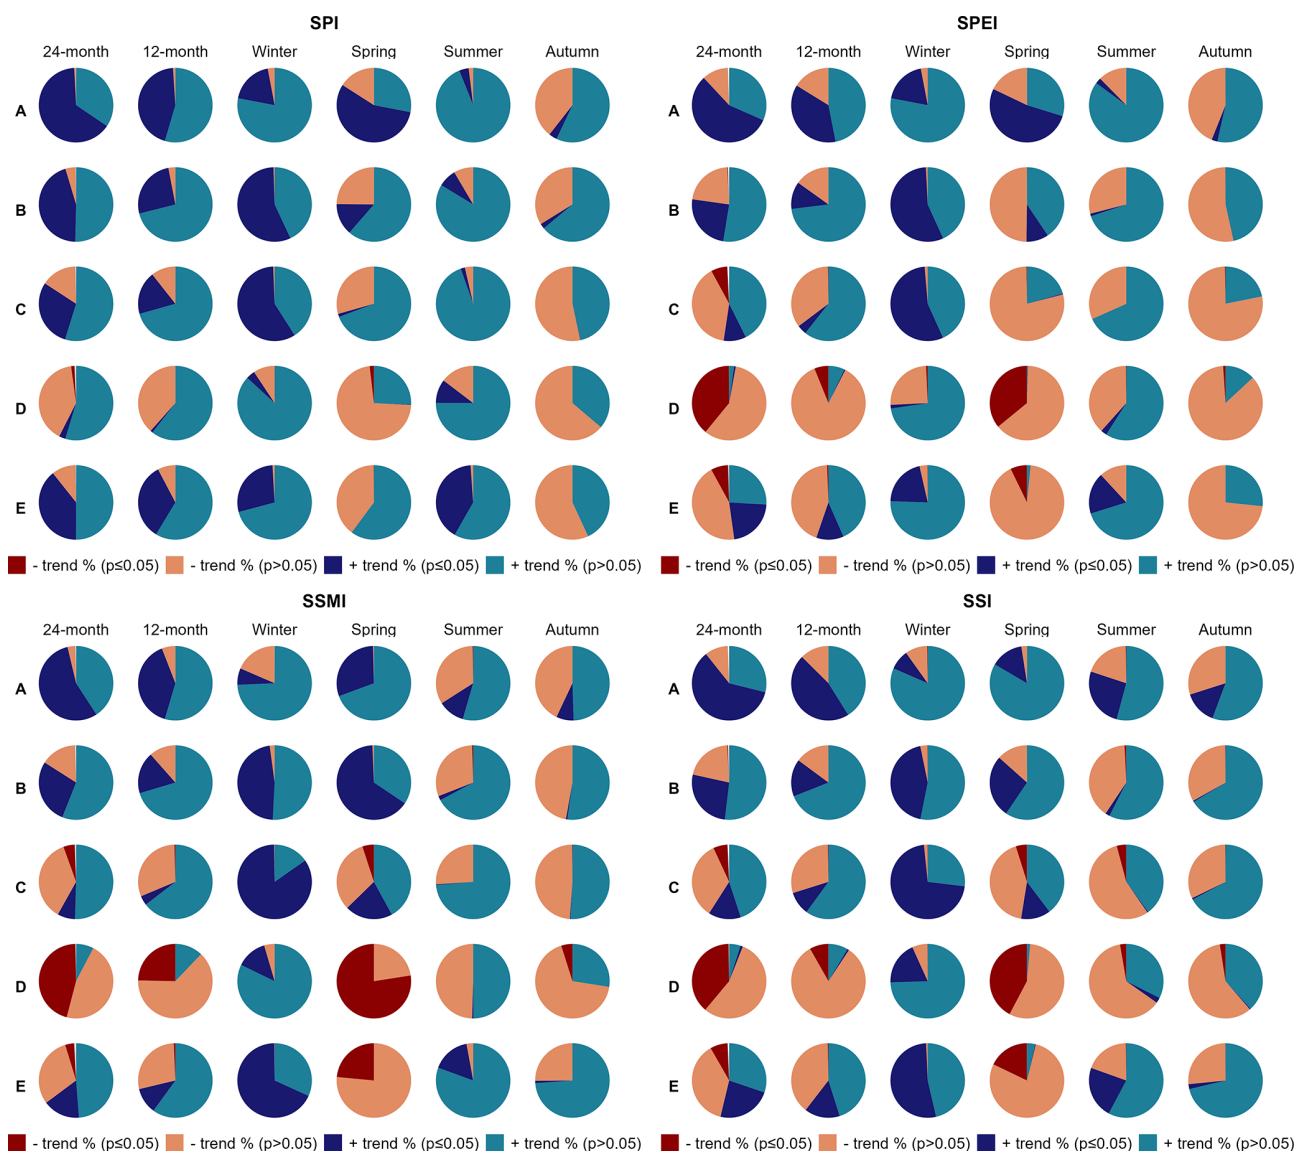 SPI
24-month 12-month Winter Spring Summer Autumn
A
B
C
D
E
- trend % (p≤0.05) - trend % (p>0.05) + trend % (p≤0.05) + trend % (p>0.05)
SPEI
24-month 12-month Winter Spring Summer Autumn
A
B
C
D
E
- trend % (p≤0.05) - trend % (p>0.05) + trend % (p≤0.05) + trend % (p>0.05)
SSMI
24-month 12-month Winter Spring Summer Autumn
A
B
C
D
E
- trend % (p≤0.05) - trend % (p>0.05) + trend % (p≤0.05) + trend % (p>0.05)
SSI
24-month 12-month Winter Spring Summer Autumn
A
B
C
D
E
- trend % (p≤0.05) - trend % (p>0.05) + trend % (p≤0.05) + trend % (p>0.05)